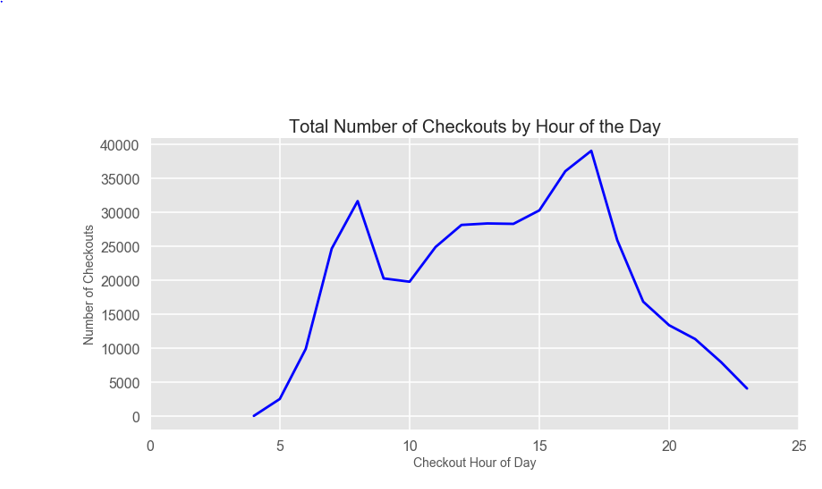 .
Total Number of Checkouts by Hour of the Day
40000
35000
30000
25000
20000
15000
10000
5000
0
Number of Checkouts
0 5 10 15 20 25
Checkout Hour of Day